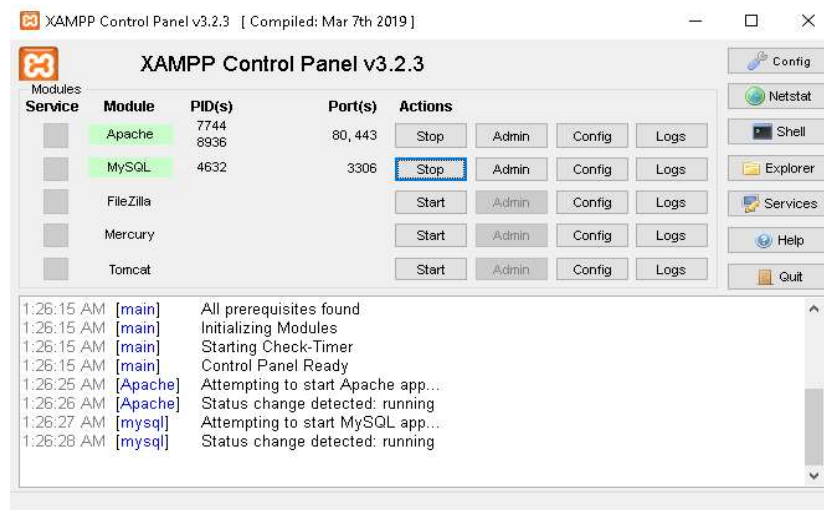 XAMPP Control Panel v3.2.3 [ Compiled: Mar 7th 2019 ]
XAMPP Control Panel v3.2.3
Config
Modules
Service Module PID(s) Port(s) Actions
Netstat
Apache 7744 8936 80, 443 Stop Admin Config Logs
Shell
MySQL 4632 3306 Stop Admin Config Logs
Explorer
FileZilla Start Admin Config Logs
Services
Mercury Start Admin Config Logs
Help
Tomcat Start Admin Config Logs
Quit
1:26:15 AM [main] All prerequisites found
1:26:15 AM [main] Initializing Modules
1:26:15 AM [main] Starting Check-Timer
1:26:15 AM [main] Control Panel Ready
1:26:25 AM [Apache] Attempting to start Apache app...
1:26:26 AM [Apache] Status change detected: running
1:26:27 AM [mysql] Attempting to start MySQL app...
1:26:28 AM [mysql] Status change detected: running